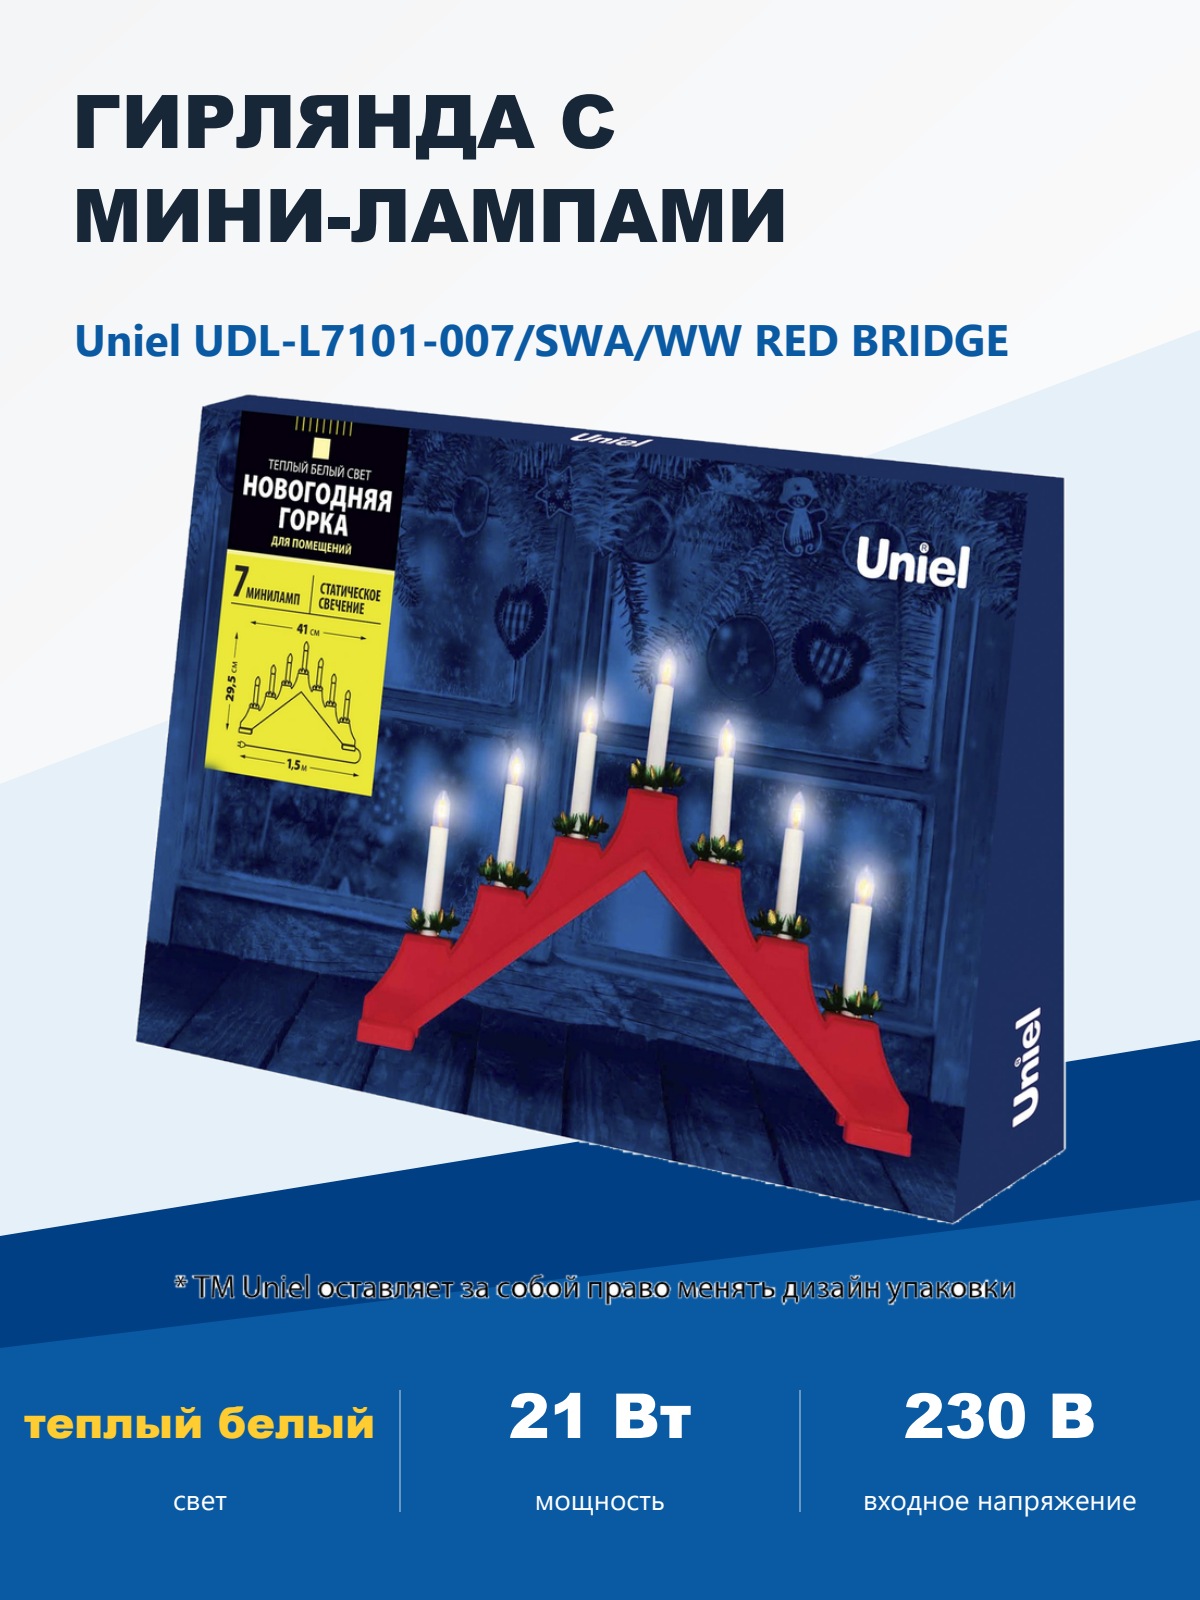 ГИРЛЯНДА С
МИНИ-ЛАМПАМИ
Uniel UDL-L7101-007/SWA/WW RED BRIDGE
Uniel
ТЕПЛЫЙ БЕЛЫЙ СВЕТ
НОВОГОДНЯЯ
ГОРКА
ДЛЯ ПОМЕЩЕНИЙ
7 МИНИЛАМП
СТАТИЧЕСКОЕ
СВЕЧЕНИЕ
41 см
29,5 см
1,5 м
Uniel®
Uniel
* ТМ Uniel оставляет за собой право менять дизайн упаковки
теплый белый
свет
21 Вт
мощность
230 В
входное напряжение